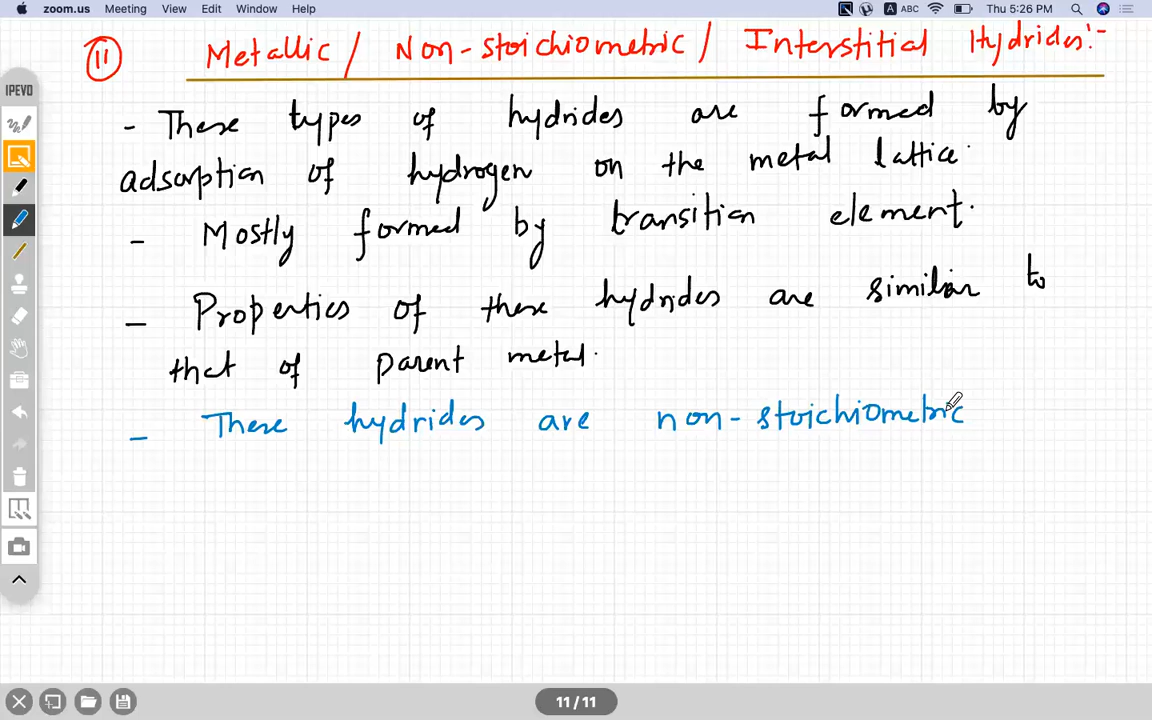 zoom.us Meeting View Edit Window Help ABC Thu 5:26 PM
11 Metallic / Non-stoichiometric / Interstitial Hydrides:-
IPEVO
- These types of hydrides are formed by
adsorption of hydrogen on the metal lattice.
- Mostly formed by transition element.
- Properties of these hydrides are similar to
that of parent metal.
- These hydrides are non-stoichiometric
11/11